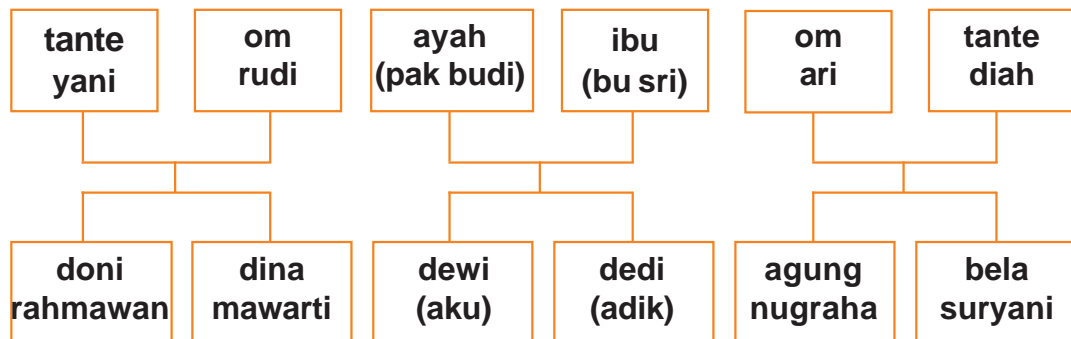 tante
yani
om
rudi
ayah
(pak budi)
ibu
(bu sri)
om
ari
tante
diah
doni
rahmawan
dina
mawarti
dewi
(aku)
dedi
(adik)
agung
nugraha
bela
suryani